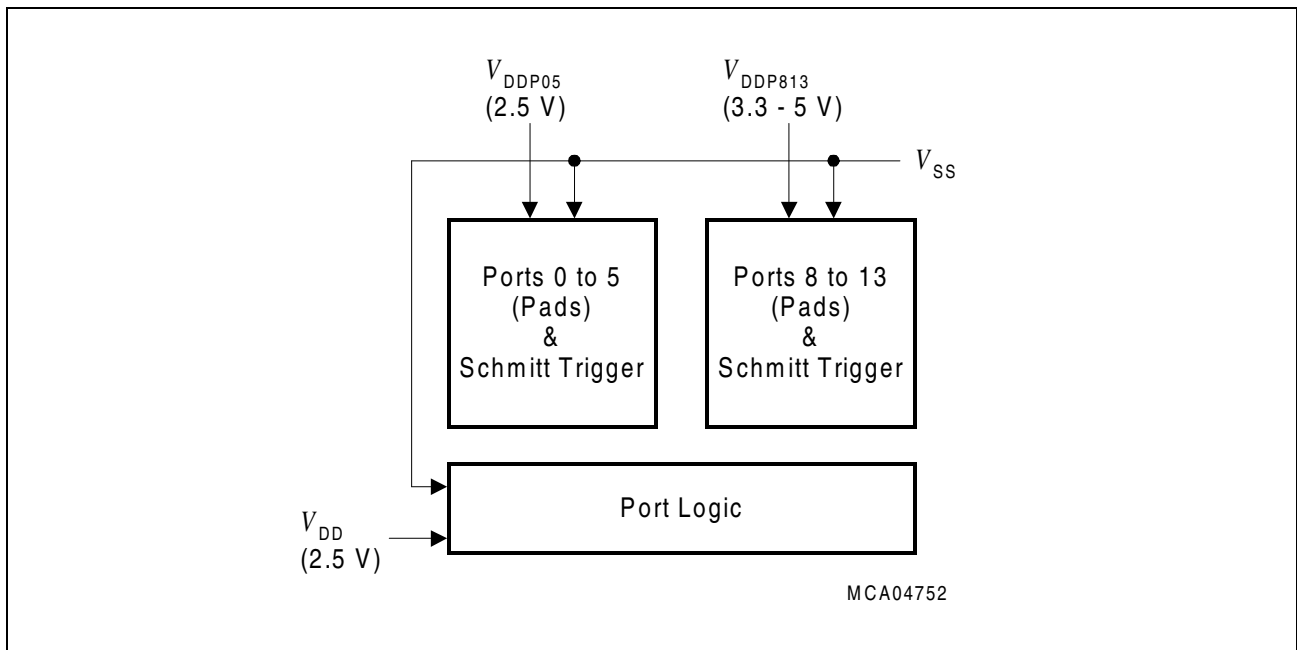 VDDP05
(2.5 V)
VDDP813
(3.3 - 5 V)
VSS
Ports 0 to 5
(Pads)
&
Schmitt Trigger
Ports 8 to 13
(Pads)
&
Schmitt Trigger
Port Logic
VDD
(2.5 V)
MCA04752